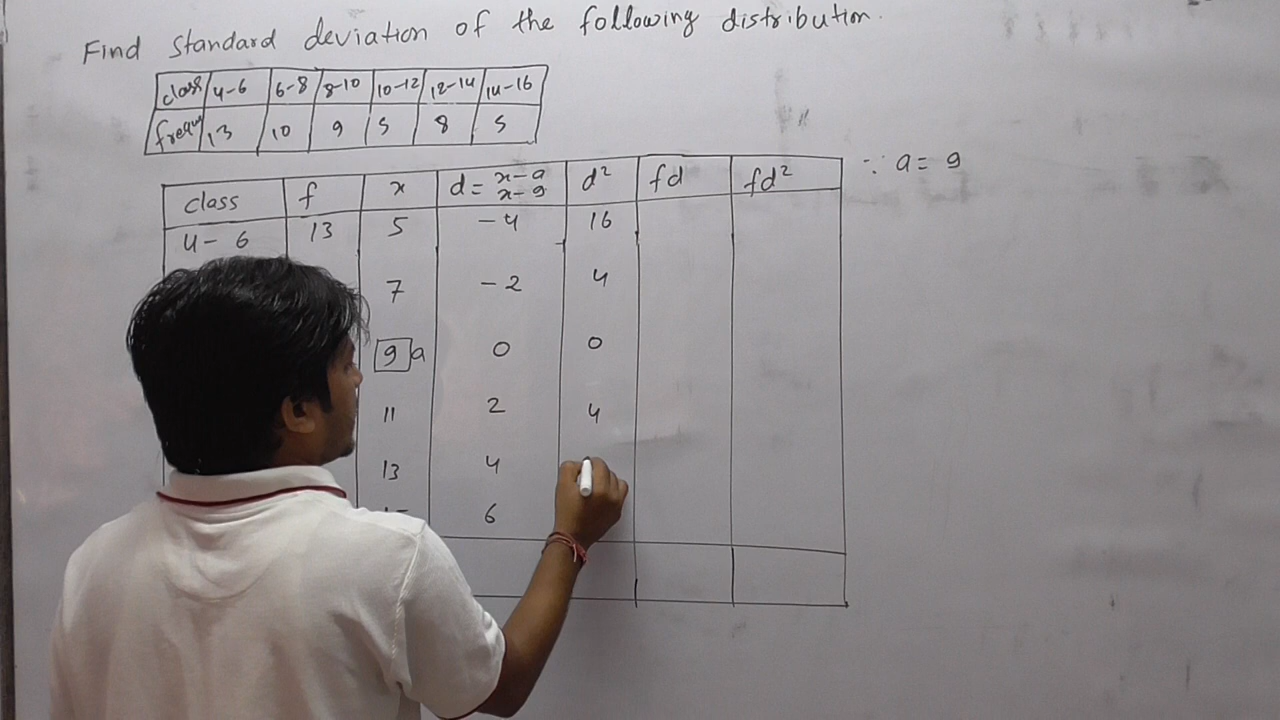 Find standard deviation of the following distribution.
class 4-6 6-8 8-10 10-12 12-14 14-16
frequ 13 10 9 5 8 5
∵ a = 9
class f x d = x-a x-9 d² fd fd²
4-6 13 5 -4 16
7 -2 4
9 a 0 0
11 2 4
13 4
6